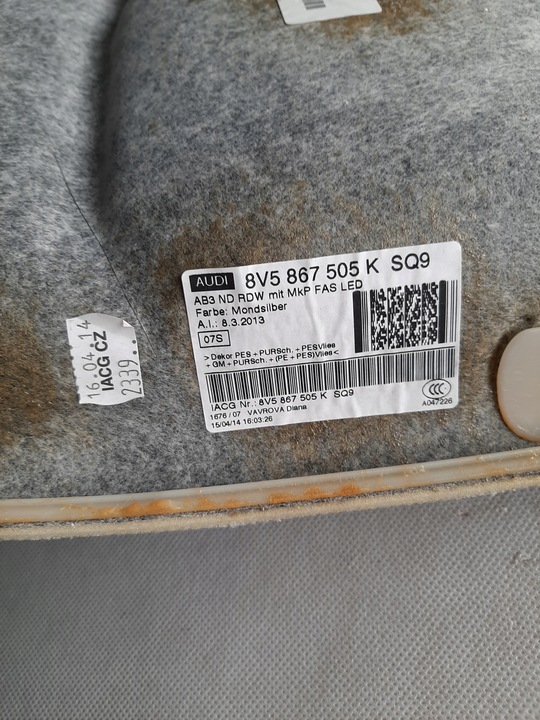 AUDI 8V5 867 505 K SQ9
AB3 ND RDW mit MKP FAS LED
Farbe: Mondsilber
A.I.: 8.3.2013
07S
> Dekor PES + PURSch. + PESVlies
+ GM + PURSch. + (PE + PES)Vlies <
IACG Nr.: 8V5 867 505 K SQ9
1676 / 07 VAVROVA Diana
15/04/14 16:03:26
CCC
A047226
16.04.14
IACG CZ
2339..